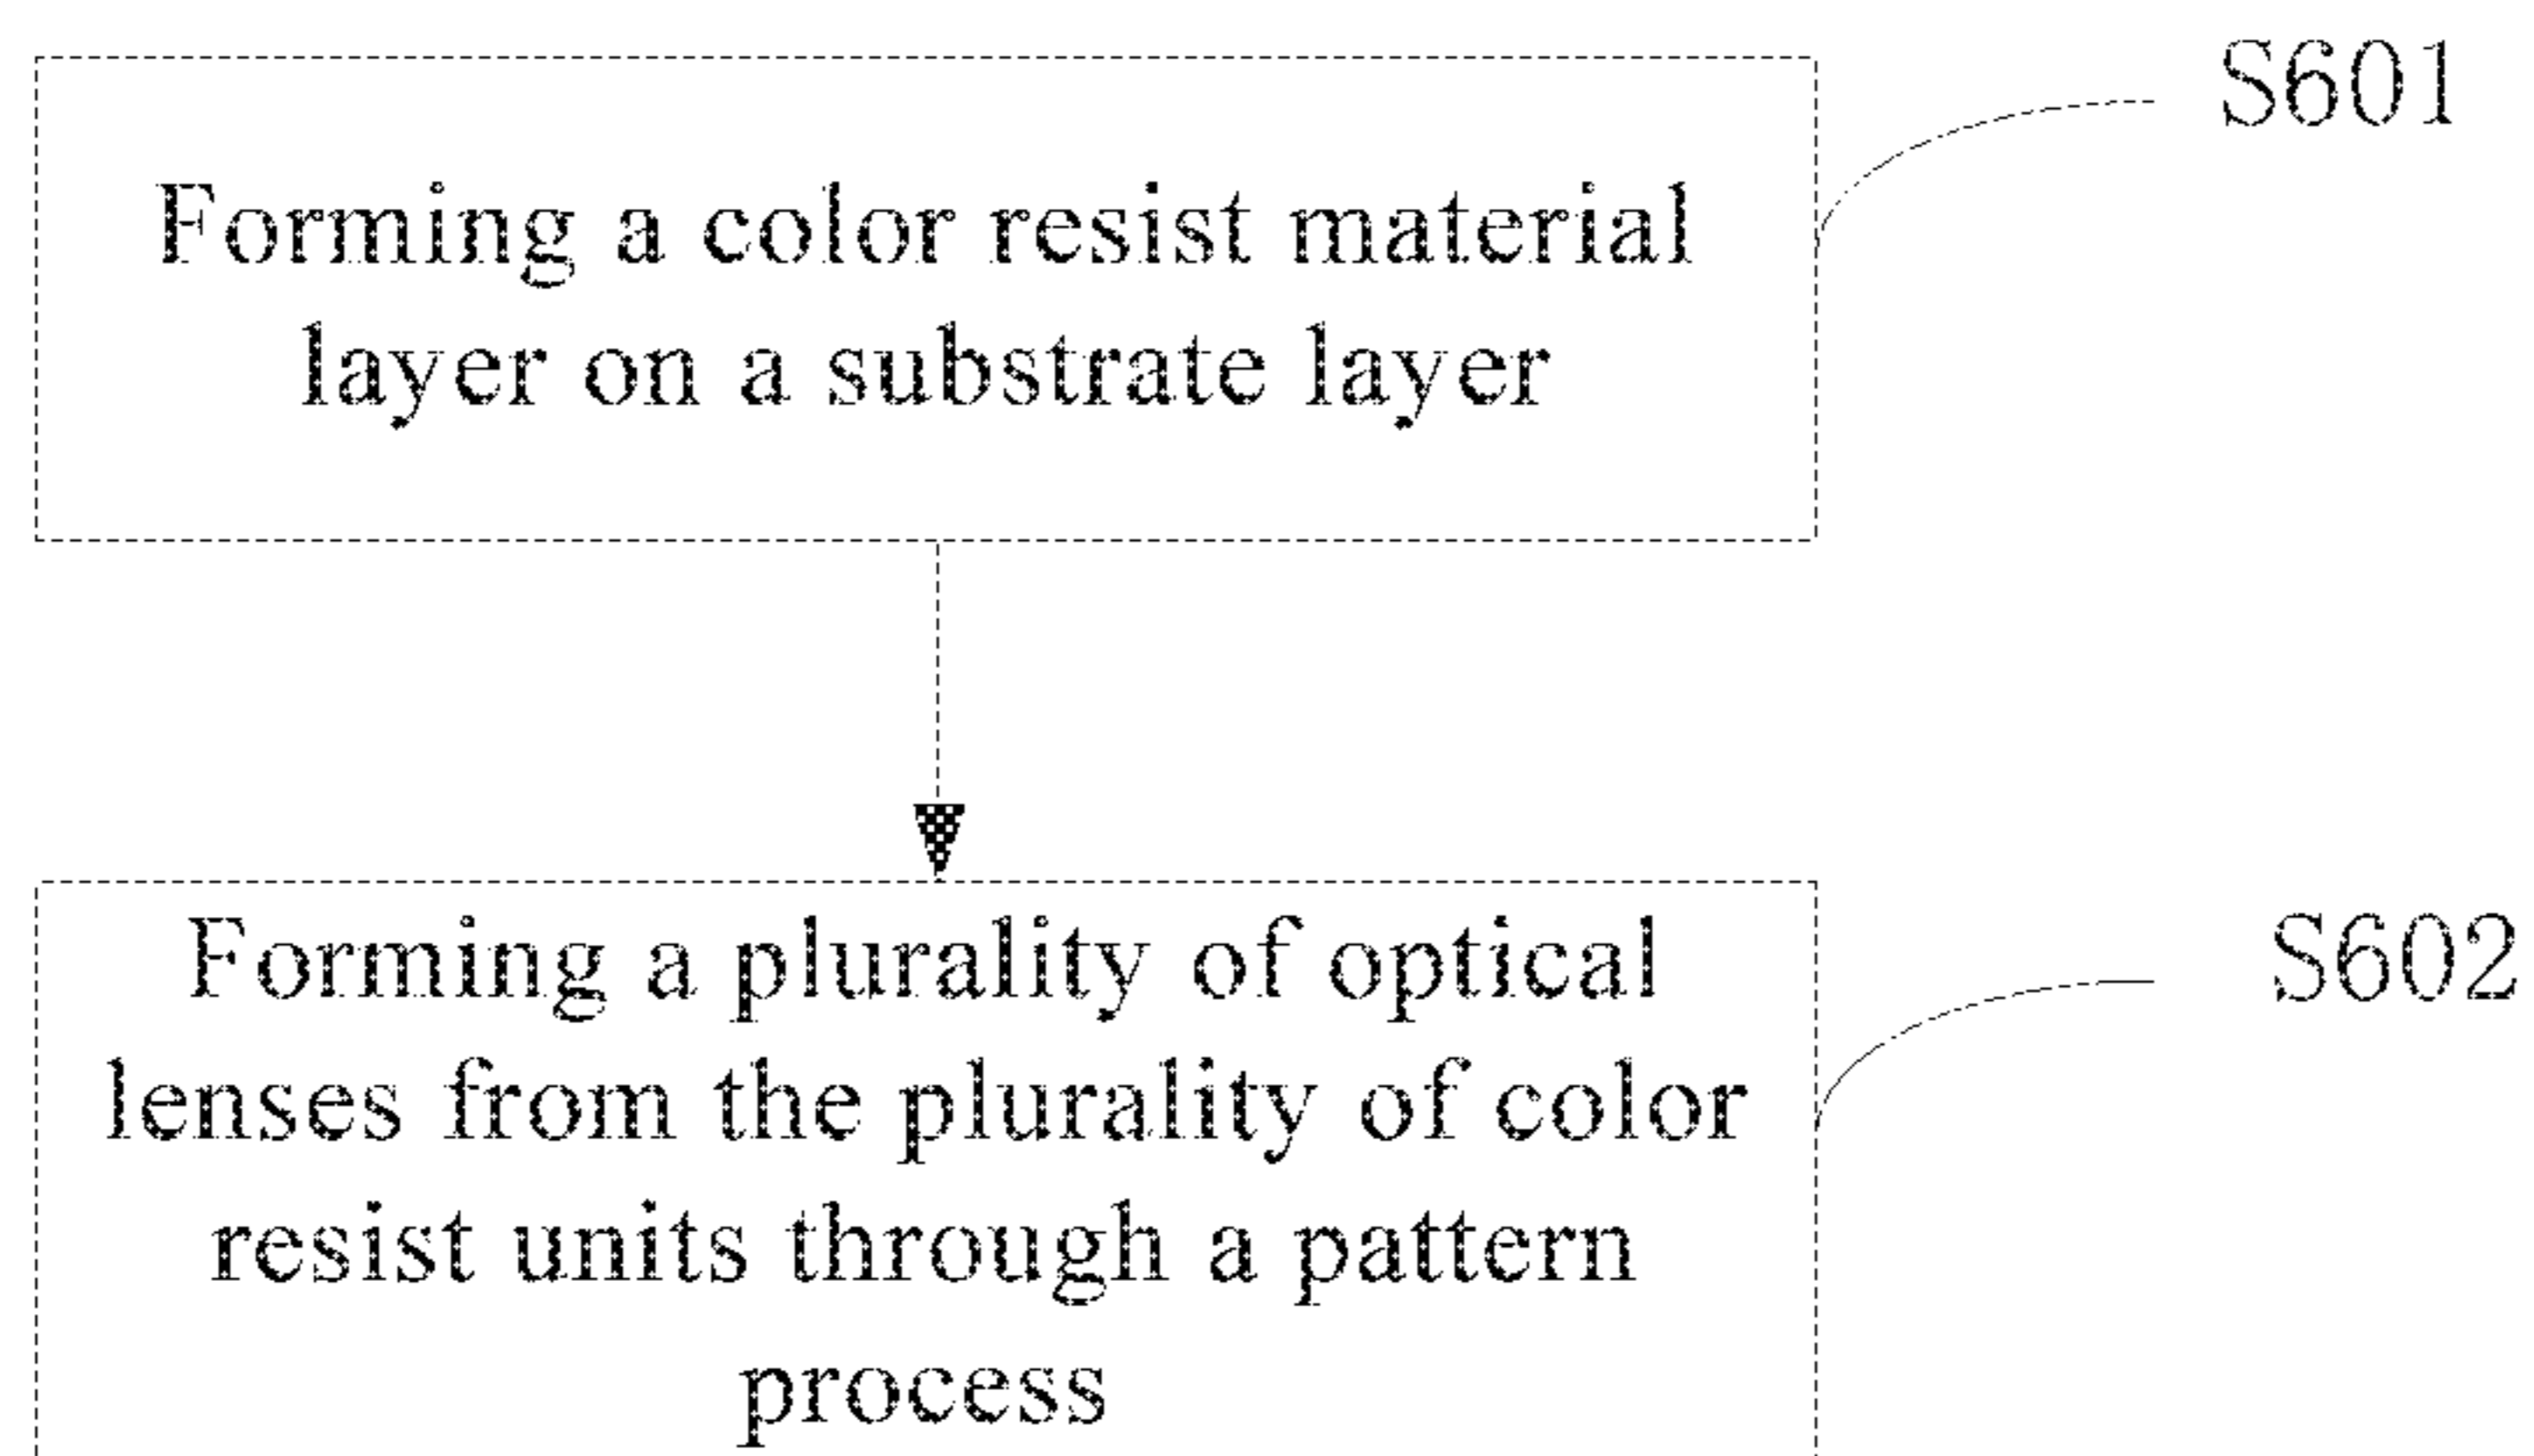 S601
Forming a color resist material
layer on a substrate layer
Forming a plurality of optical
S602
lenses from the plurality of color
resist units through a pattern
process